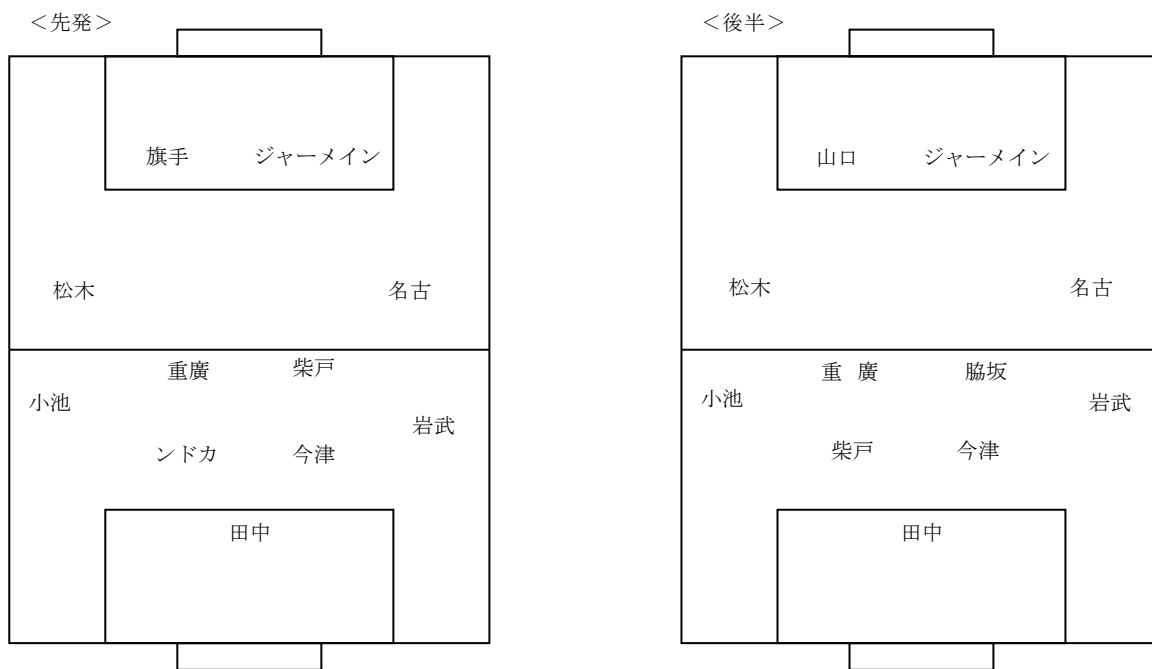 ＜先発＞
旗手　ジャーメイン
松木　名古
重廣　柴戸
小池
岩武
ンドカ　今津
田中
＜後半＞
山口　ジャーメイン
松木　名古
重 廣　脇坂
小池　岩武
柴戸　今津
田中